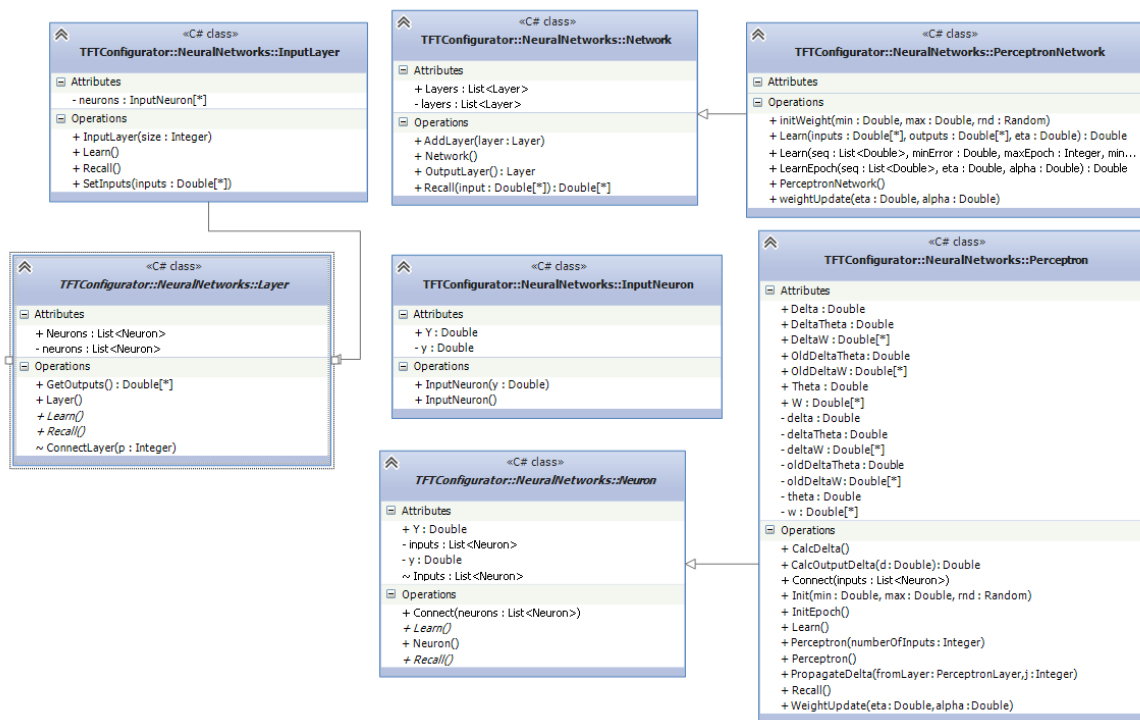 «C# class»
TFTConfigurator::NeuralNetworks::InputLayer
Attributes
- neurons : InputNeuron[*]
Operations
+ InputLayer(size : Integer)
+ Learn()
+ Recall()
+ SetInputs(inputs : Double[*])
«C# class»
TFTConfigurator::NeuralNetworks::Network
Attributes
+ Layers : List<Layer>
- layers : List<Layer>
Operations
+ AddLayer(layer : Layer)
+ Network()
+ OutputLayer() : Layer
+ Recall(input : Double[*]) : Double[*]
«C# class»
TFTConfigurator::NeuralNetworks::PerceptronNetwork
Attributes
Operations
+ initWeight(min : Double, max : Double, rnd : Random)
+ Learn(inputs : Double[*], outputs : Double[*], eta : Double) : Double
+ Learn(seq : List<Double>, minError : Double, maxEpoch : Integer, min...
+ LearnEpoch(seq : List<Double>, eta : Double, alpha : Double) : Double
+ PerceptronNetwork()
+ weightUpdate(eta : Double, alpha : Double)
«C# class»
TFTConfigurator::NeuralNetworks::Layer
Attributes
+ Neurons : List<Neuron>
- neurons : List<Neuron>
Operations
+ GetOutputs() : Double[*]
+ Layer()
+ Learn()
+ Recall()
~ ConnectLayer(p : Integer)
«C# class»
TFTConfigurator::NeuralNetworks::InputNeuron
Attributes
+ Y : Double
- y : Double
Operations
+ InputNeuron(y : Double)
+ InputNeuron()
«C# class»
TFTConfigurator::NeuralNetworks::Perceptron
Attributes
+ Delta : Double
+ DeltaTheta : Double
+ DeltaW : Double[*]
+ OldDeltaTheta : Double
+ OldDeltaW : Double[*]
+ Theta : Double
+ W : Double[*]
- delta : Double
- deltaTheta : Double
- deltaW : Double[*]
- oldDeltaTheta : Double
- oldDeltaW : Double[*]
- theta : Double
- w : Double[*]
Operations
+ CalcDelta()
+ CalcOutputDelta(d : Double) : Double
+ Connect(inputs : List<Neuron>)
+ Init(min : Double, max : Double, rnd : Random)
+ InitEpoch()
+ Learn()
+ Perceptron(numberOfInputs : Integer)
+ Perceptron()
+ PropagateDelta(fromLayer : PerceptronLayer, j : Integer)
+ Recall()
+ WeightUpdate(eta : Double, alpha : Double)
«C# class»
TFTConfigurator::NeuralNetworks::Neuron
Attributes
+ Y : Double
- inputs : List<Neuron>
- y : Double
~ Inputs : List<Neuron>
Operations
+ Connect(neurons : List<Neuron>)
+ Learn()
+ Neuron()
+ Recall()